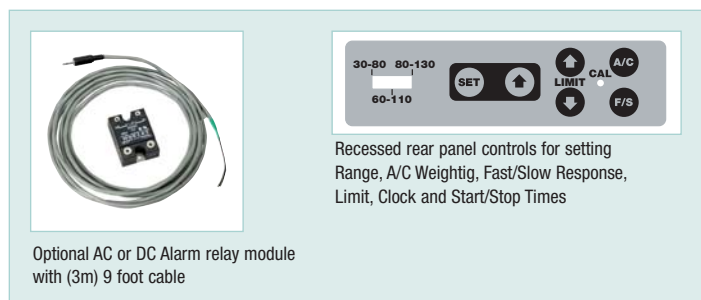 30-80 80-130
60-110
SET
LIMIT
CAL
A/C
F/S
Recessed rear panel controls for setting
Range, A/C Weightig, Fast/Slow Response,
Limit, Clock and Start/Stop Times
Optional AC or DC Alarm relay module
with (3m) 9 foot cable